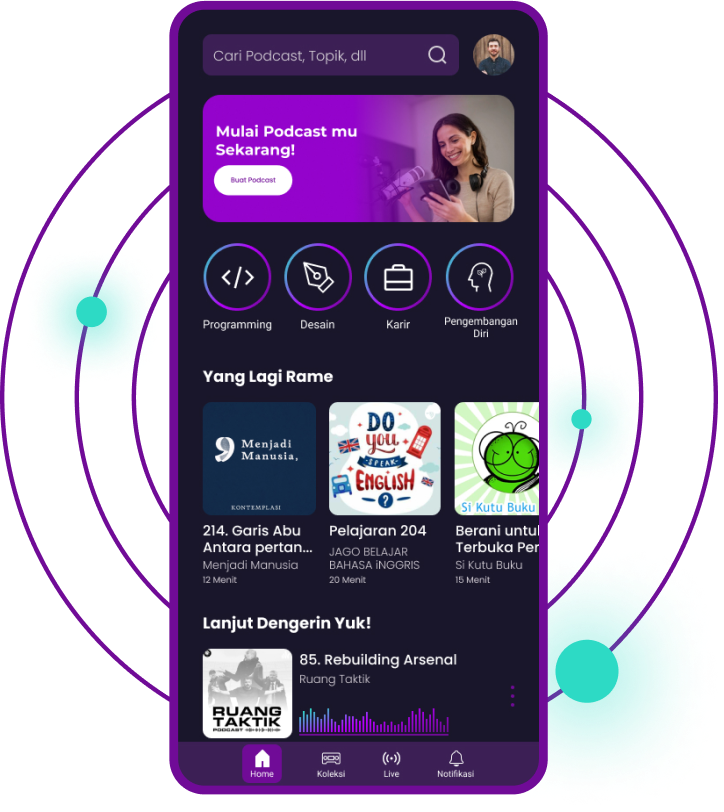 Cari Podcast, Topik, dll
Mulai Podcast mu
Sekarang!
Buat Podcast
Programming
Desain
Karir
Pengembangan
Diri
Yang Lagi Rame
Menjadi
Manusia,
KONTEMPLASI
DO
you
SPEAK
ENGLISH
?
Si Kutu Buku
214. Garis Abu
Antara pertan...
Menjadi Manusia
12 Menit
Pelajaran 204
JAGO BELAJAR
BAHASA iNGGRIS
20 Menit
Berani untu
Terbuka Per
Si Kutu Buku
15 Menit
Lanjut Dengerin Yuk!
RUANG
TAKTIK
PODCAST
85. Rebuilding Arsenal
Ruang Taktik
Home
Koleksi
Live
Notifikasi